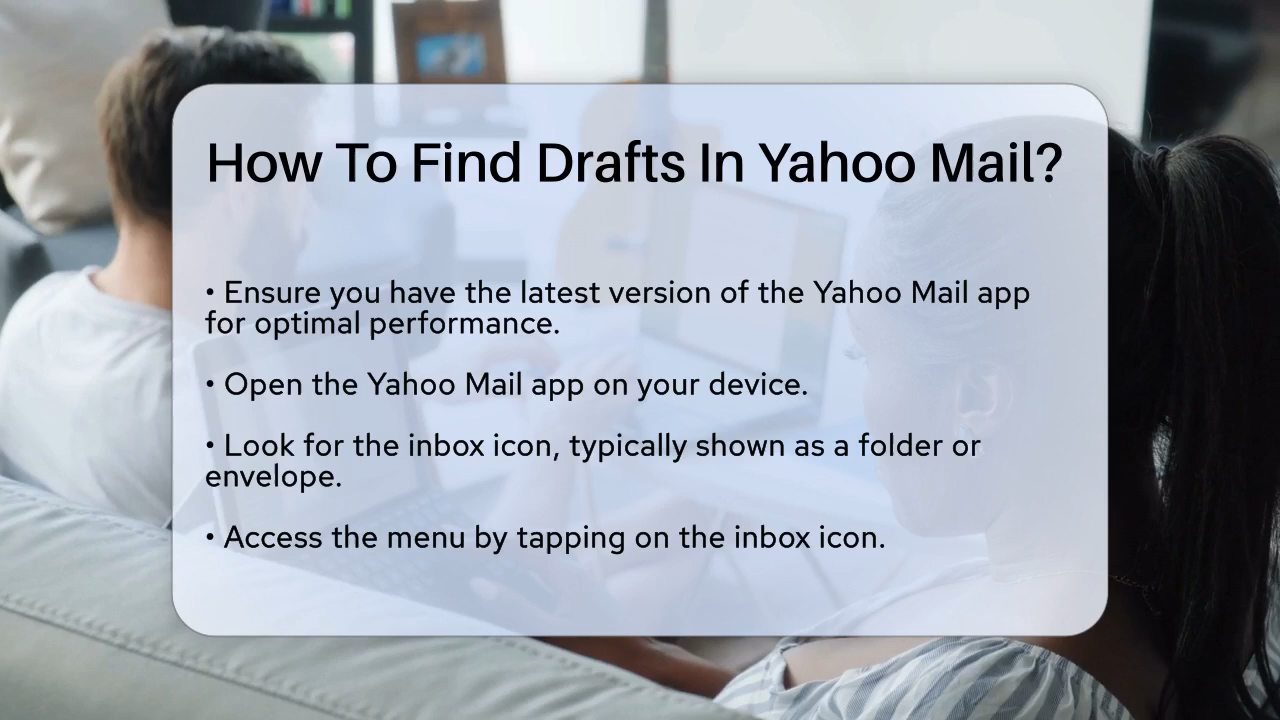 How To Find Drafts In Yahoo Mail?
• Ensure you have the latest version of the Yahoo Mail app
for optimal performance.
• Open the Yahoo Mail app on your device.
• Look for the inbox icon, typically shown as a folder or
envelope.
• Access the menu by tapping on the inbox icon.